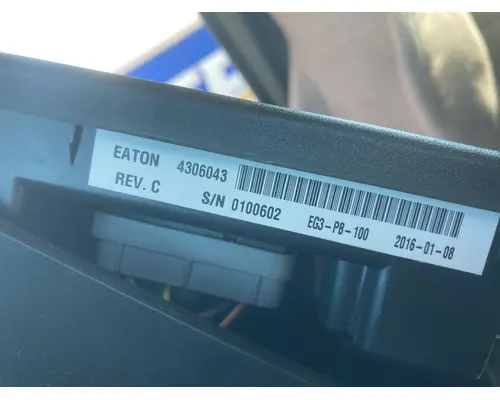 EATON 4306043
REV. C S/N 0100602 EG3-PB-100 2016-01-08